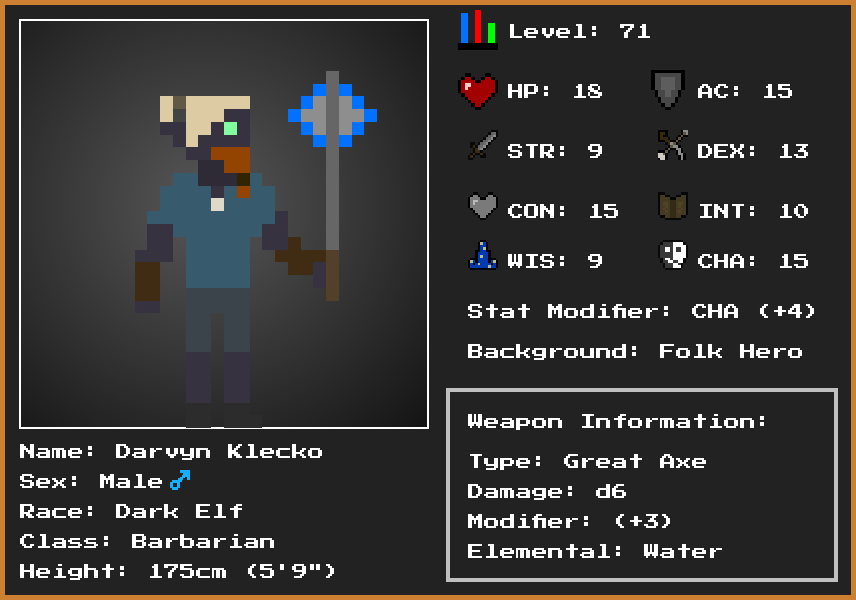 Level: 71
HP: 18 AC: 15
STR: 9 DEX: 13
CON: 15 INT: 10
WIS: 9 CHA: 15
Stat Modifier: CHA (+4)
Background: Folk Hero
Weapon Information:
Type: Great Axe
Damage: d6
Modifier: (+3)
Elemental: Water
Name: Darvyn Klecko
Sex: Male♂
Race: Dark Elf
Class: Barbarian
Height: 175cm (5'9")